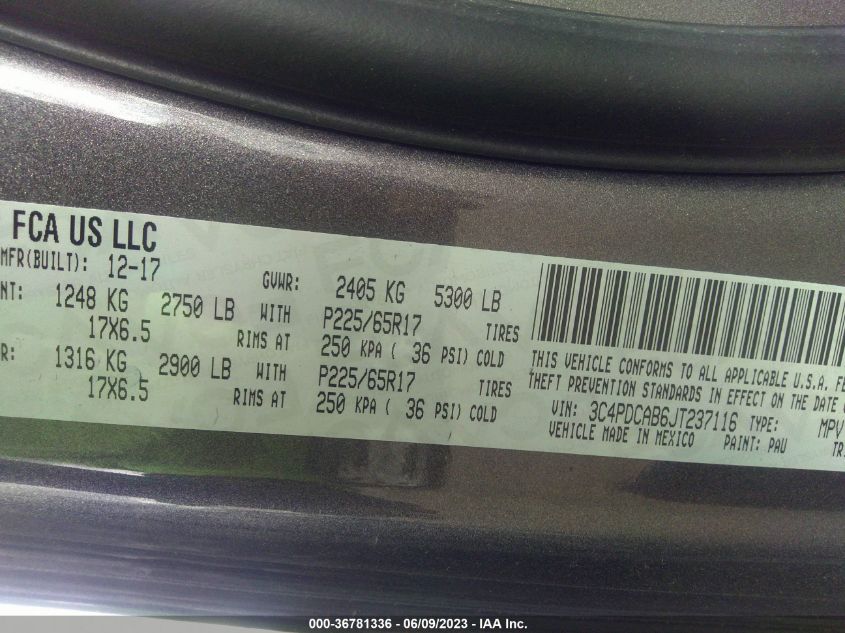 FCA US LLC
MFR(BUILT): 12-17 GVWR: 2405 KG 5300 LB
NT: 1248 KG 2750 LB WITH P225/65R17 TIRES
17X6.5 RIMS AT 250 KPA ( 36 PSI) COLD
R: 1316 KG 2900 LB WITH P225/65R17 TIRES
17X6.5 RIMS AT 250 KPA ( 36 PSI) COLD
THIS VEHICLE CONFORMS TO ALL APPLICABLE U.S.A. FE
THEFT PREVENTION STANDARDS IN EFFECT ON THE DATE O
VIN: 3C4PDCAB6JT237116 TYPE: MPV
VEHICLE MADE IN MEXICO PAINT: PAU TR
000-36781336 - 06/09/2023 - IAA Inc.